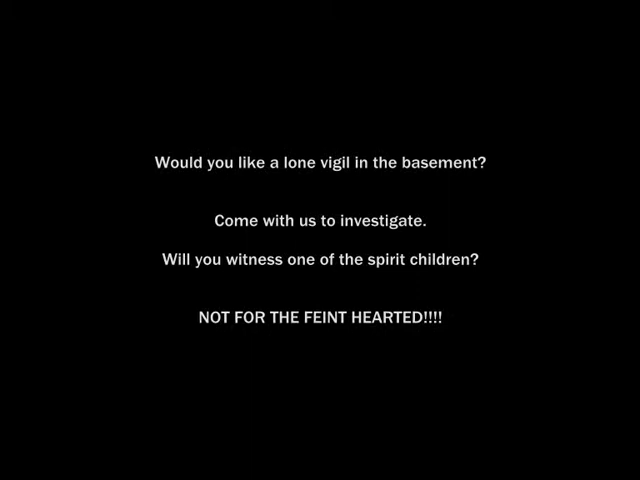 Would you like a lone vigil in the basement?
Come with us to investigate.
Will you witness one of the spirit children?
NOT FOR THE FEINT HEARTED!!!!